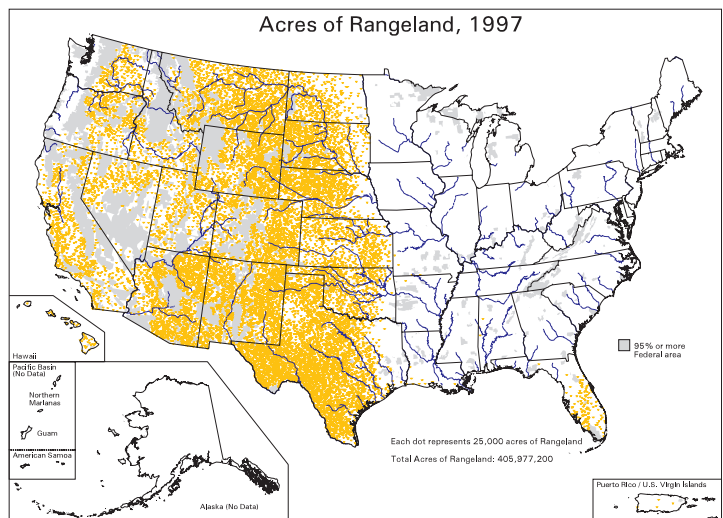 Acres of Rangeland, 1997
95% or more
Federal area
Hawaii
Pacific Basin
(No Data)
Northern
Marianas
Guam
American Samoa
Alaska (No Data)
Each dot represents 25,000 acres of Rangeland
Total Acres of Rangeland: 405,977,200
Puerto Rico / U.S. Virgin Islands